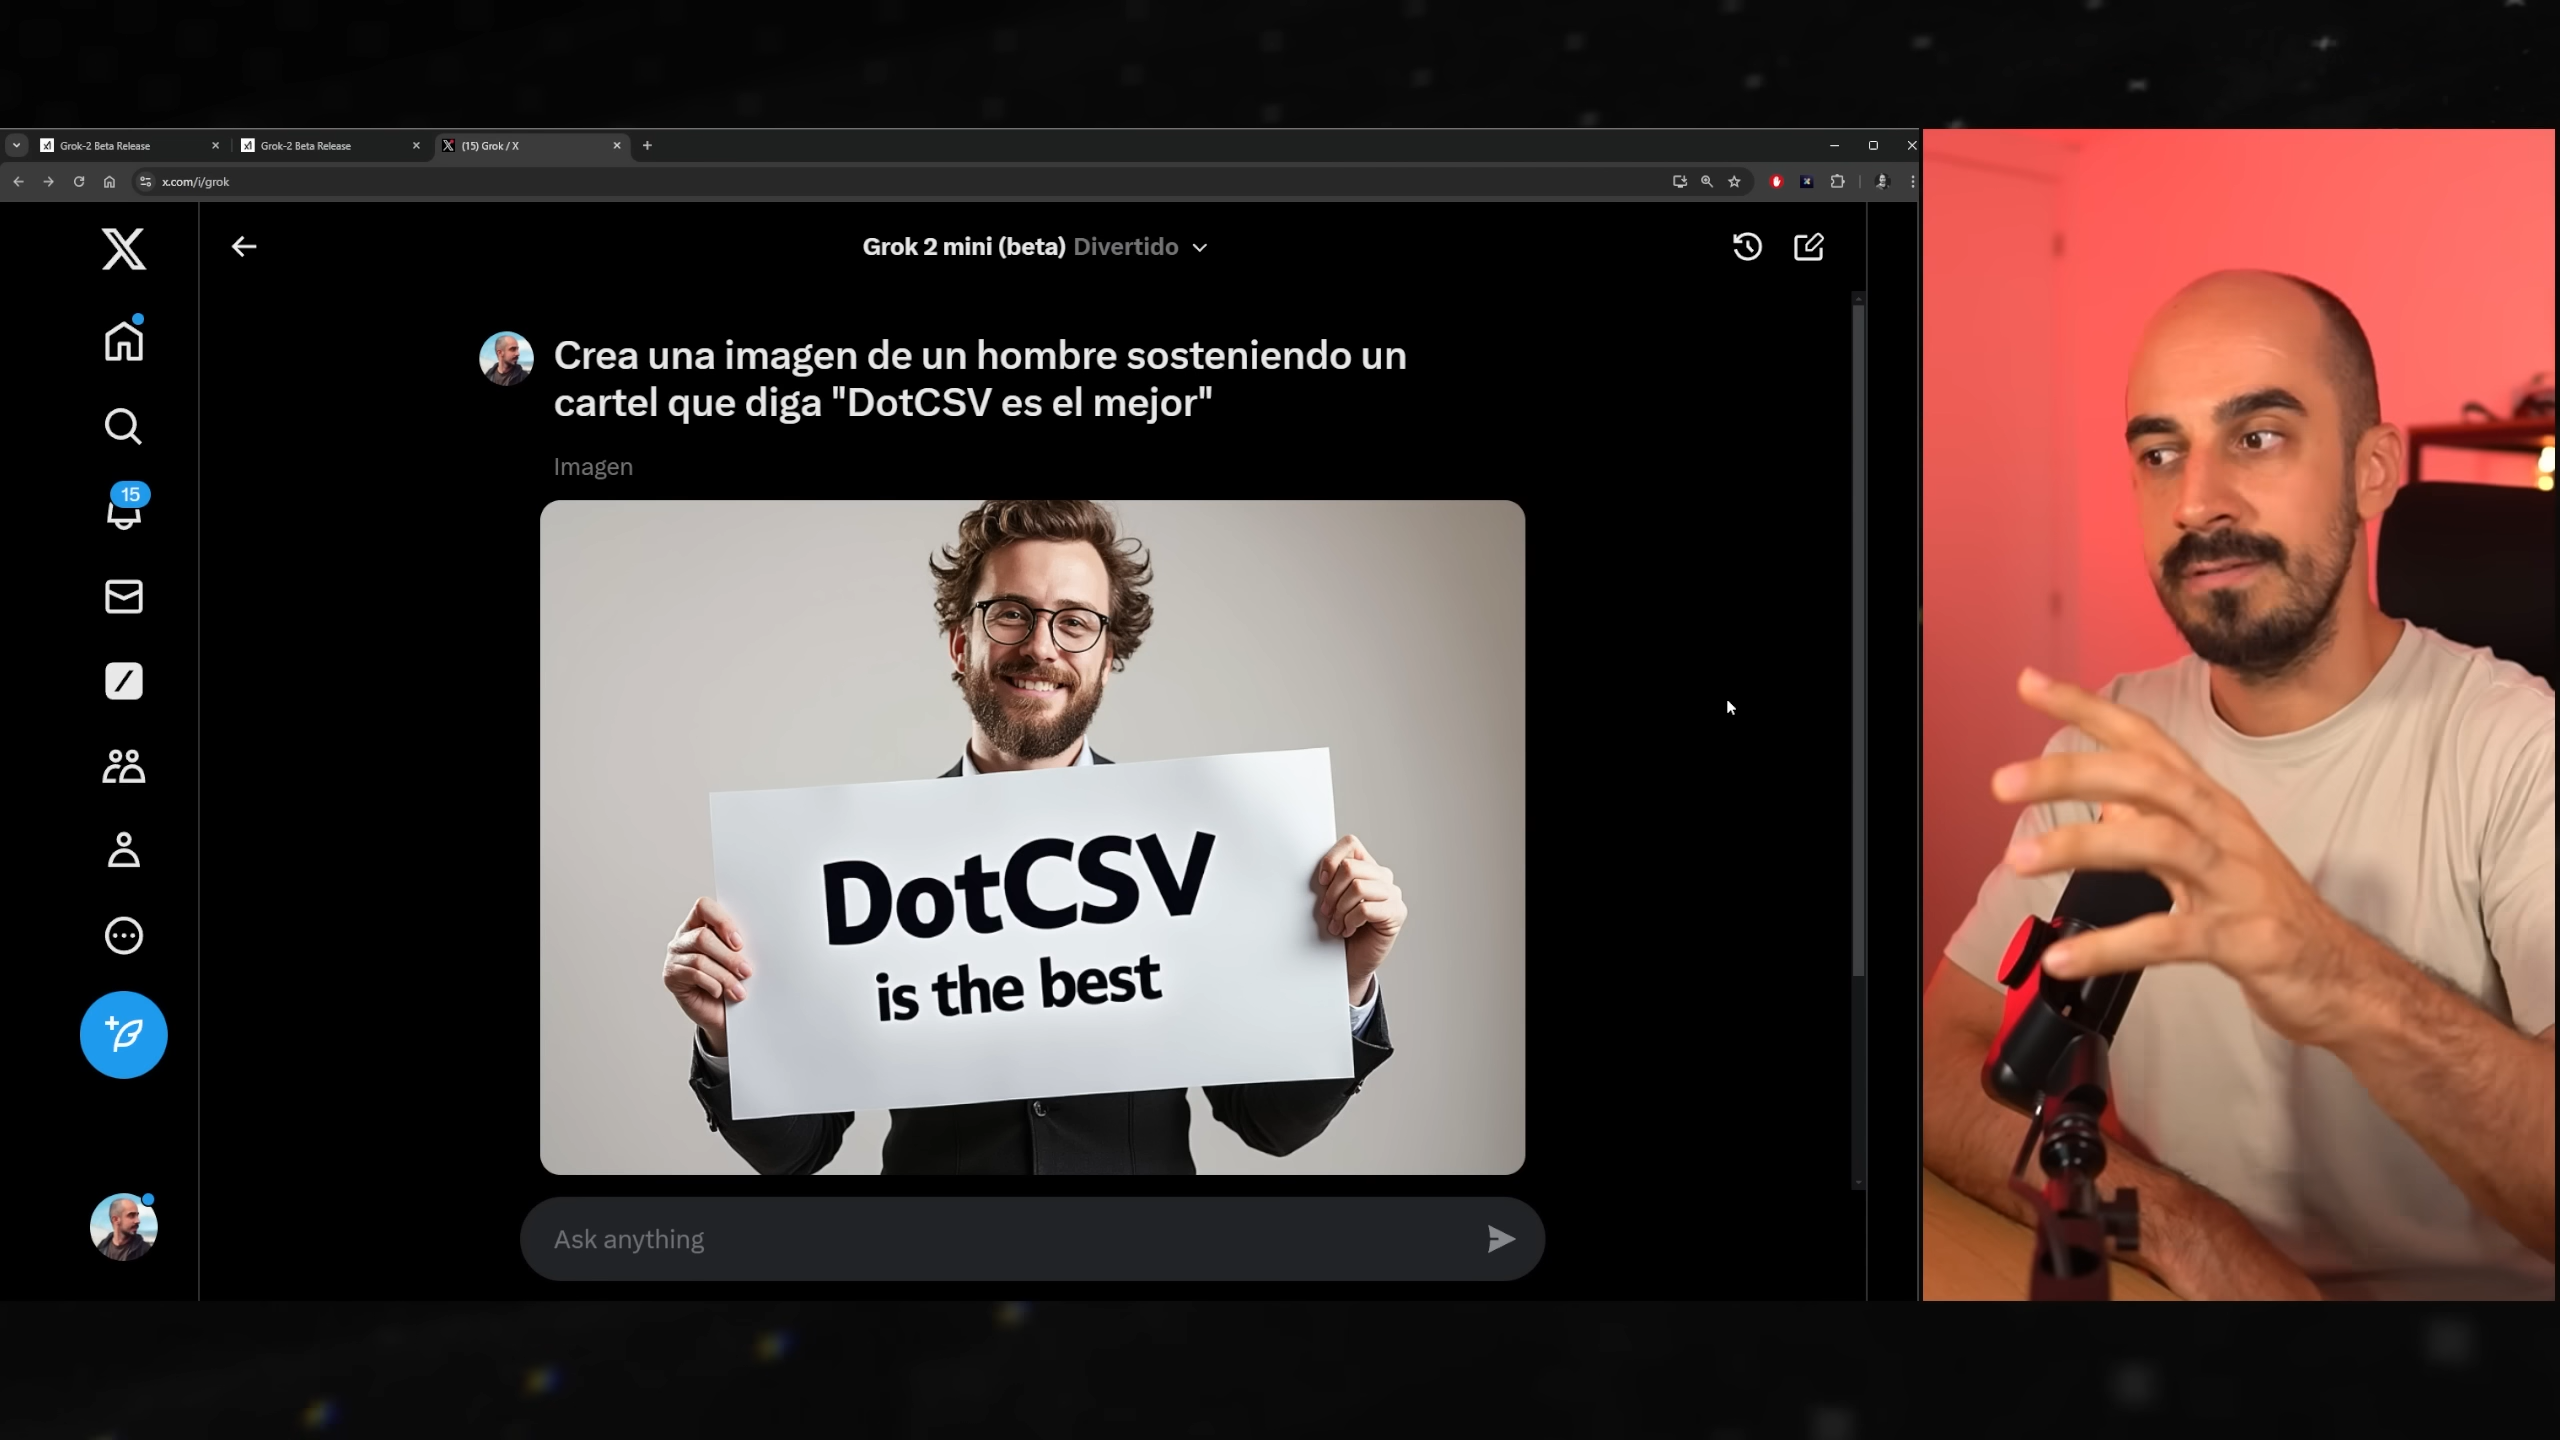 Grok-2 Beta Release
Grok-2 Beta Release
(15) Grok / X
x.com/i/grok
Grok 2 mini (beta) Divertido
Crea una imagen de un hombre sosteniendo un
cartel que diga "DotCSV es el mejor"
15
Imagen
DotCSV
is the best
Ask anything